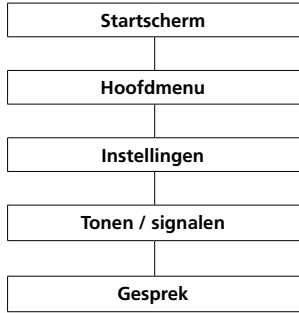 Startscherm
Hoofdmenu
Instellingen
Tonen / signalen
Gesprek